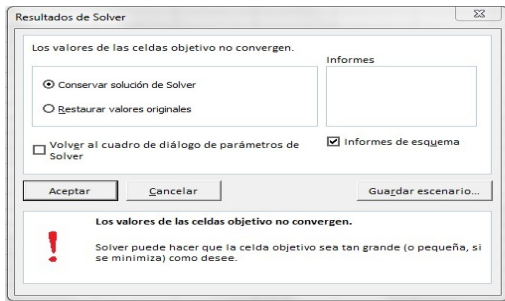 Resultados de Solver
Los valores de las celdas objetivo no convergen.
Informes
Conservar solución de Solver
Restaurar valores originales
Volver al cuadro de diálogo de parámetros de
Solver
Informes de esquema
Aceptar
Cancelar
Guardar escenario...
Los valores de las celdas objetivo no convergen.
Solver puede hacer que la celda objetivo sea tan grande (o pequeña, si
se minimiza) como desee.